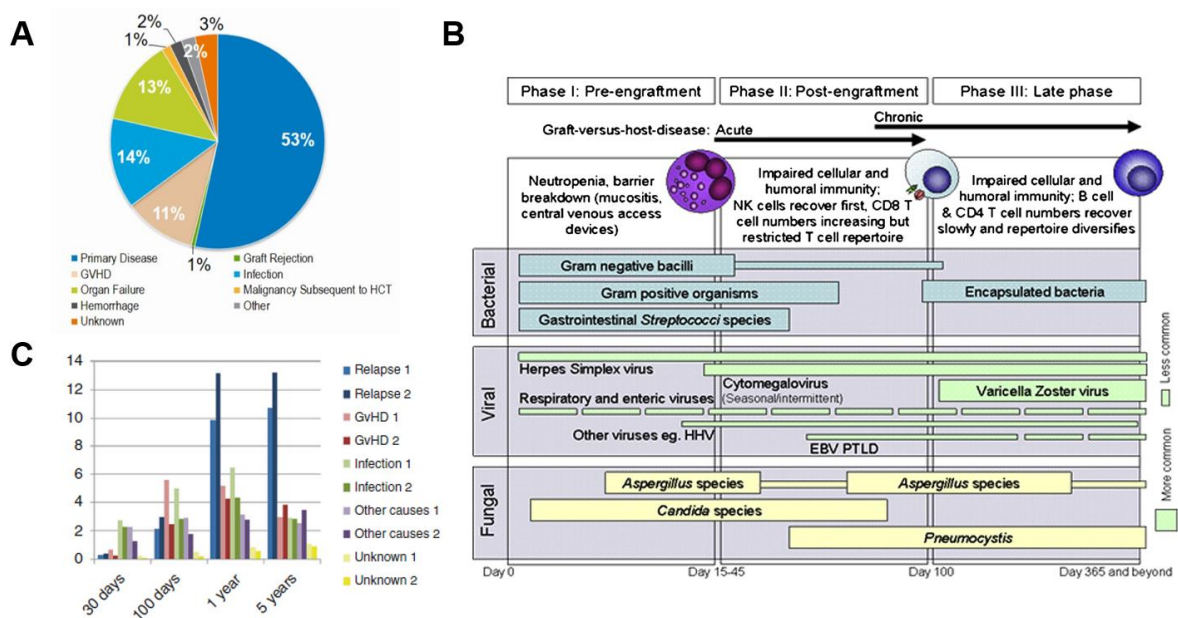 A
2%
3%
1%
2%
13%
53%
14%
11%
1%
Primary Disease
Graft Rejection
GVHD
Infection
Organ Failure
Malignancy Subsequent to HCT
Hemorrhage
Other
Unknown
B
Phase I: Pre-engraftment
Phase II: Post-engraftment
Phase III: Late phase
Chronic
Graft-versus-host-disease: Acute
Neutropenia, barrier
breakdown (mucositis,
central venous access
devices)
Impaired cellular and
humoral immunity;
NK cells recover first, CD8 T
cell numbers increasing but
restricted T cell repertoire
Impaired cellular and
humoral immunity; B cell
& CD4 T cell numbers recover
slowly and repertoire diversifies
Bacterial
Gram negative bacilli
Gram positive organisms
Encapsulated bacteria
Gastrointestinal Streptococci species
Viral
Herpes Simplex virus
Cytomegalovirus
(Seasonal/intermittent)
Varicella Zoster virus
Respiratory and enteric viruses
Other viruses eg. HHV
EBV PTLD
Fungal
Aspergillus species
Aspergillus species
Candida species
Pneumocystis
Day 0
Day 15-45
Day 100
Day 365 and beyond
Less common
More common
C
14
12
10
8
6
4
2
0
30 days
100 days
1 year
5 years
Relapse 1
Relapse 2
GvHD 1
GvHD 2
Infection 1
Infection 2
Other causes 1
Other causes 2
Unknown 1
Unknown 2